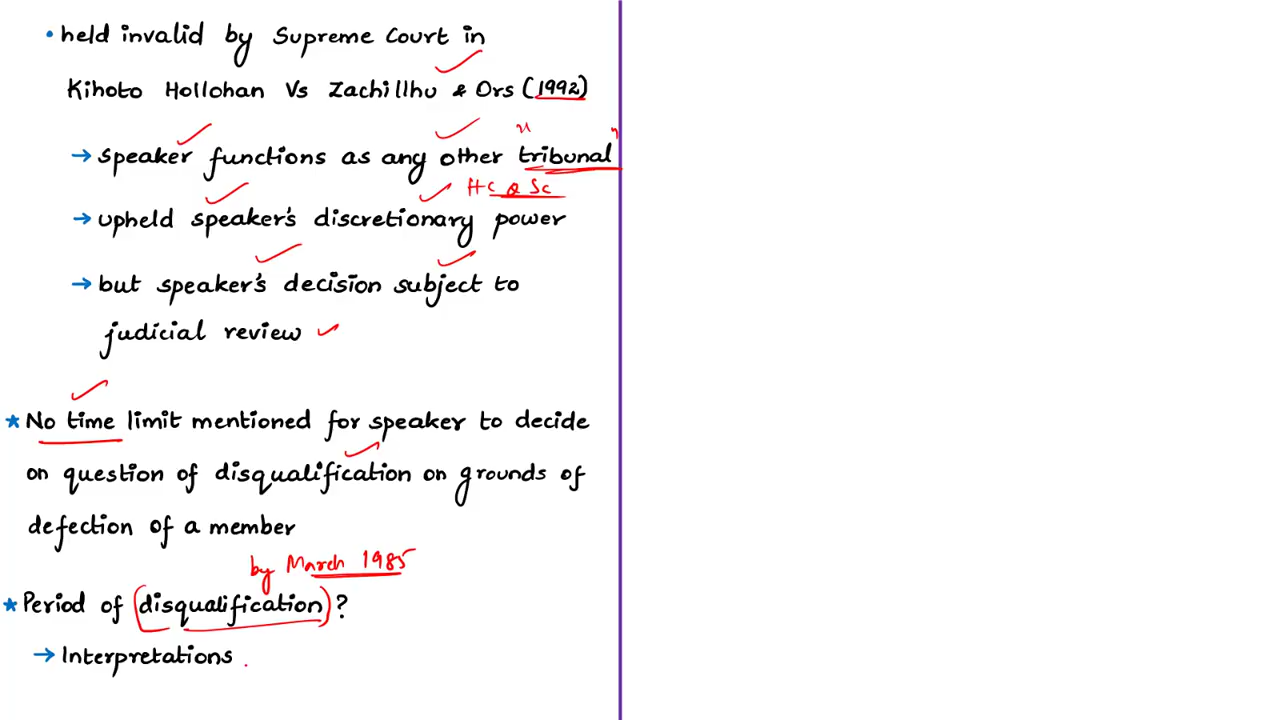 • held invalid by Supreme Court in
Kihoto Hollohan Vs Zachillhu & Ors (1992)
→ speaker functions as any other "tribunal"
HC & SC
→ upheld speaker's discretionary power
→ but speaker's decision subject to
judicial review
* No time limit mentioned for speaker to decide
on question of disqualification on grounds of
defection of a member
by March 1985
* Period of (disqualification)?
→ Interpretations